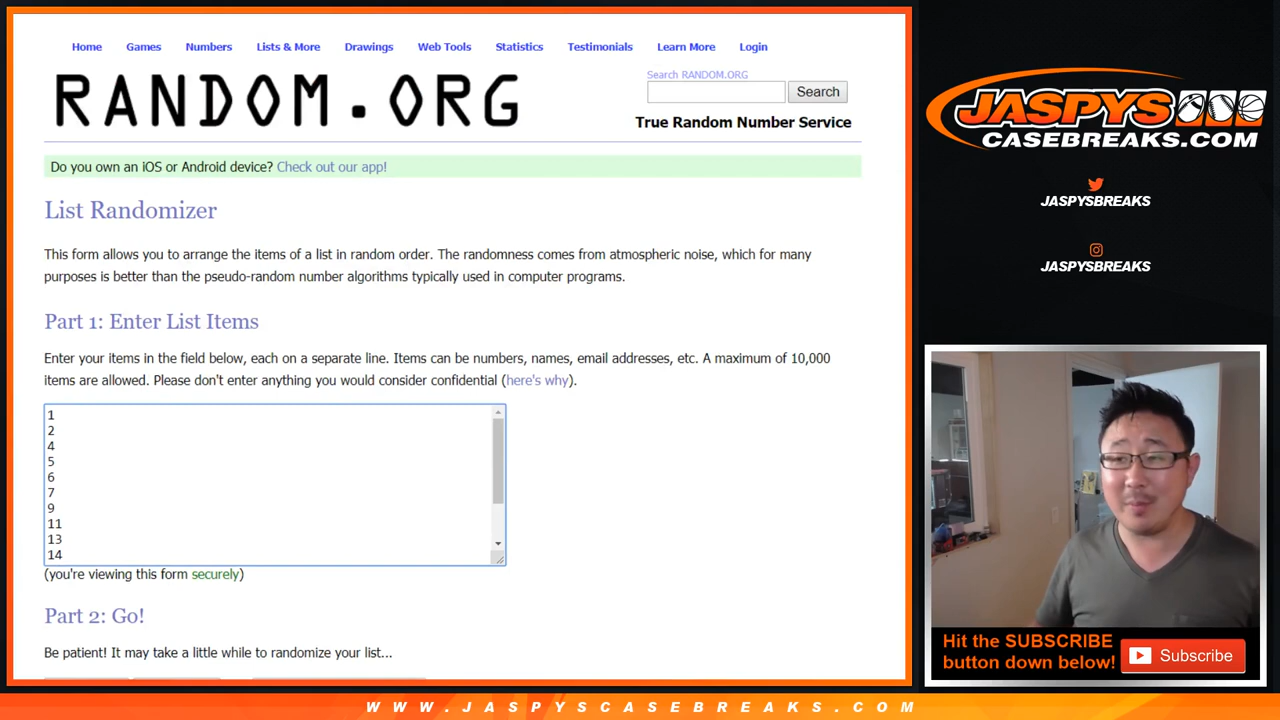 Home Games Numbers Lists & More Drawings Web Tools Statistics Testimonials Learn More Login
RANDOM.ORG
Search RANDOM.ORG
Search
True Random Number Service
Do you own an iOS or Android device? Check out our app!
List Randomizer
This form allows you to arrange the items of a list in random order. The randomness comes from atmospheric noise, which for many
purposes is better than the pseudo-random number algorithms typically used in computer programs.
Part 1: Enter List Items
Enter your items in the field below, each on a separate line. Items can be numbers, names, email addresses, etc. A maximum of 10,000
items are allowed. Please don't enter anything you would consider confidential (here's why).
1
2
4
5
6
7
9
11
13
14
(you're viewing this form securely)
Part 2: Go!
Be patient! It may take a little while to randomize your list...
JASPYS
CASEBREAKS.COM
JASPYSBREAKS
JASPYSBREAKS
Hit the SUBSCRIBE
button down below!
Subscribe
WWW.JASPYSCASEBREAKS.COM